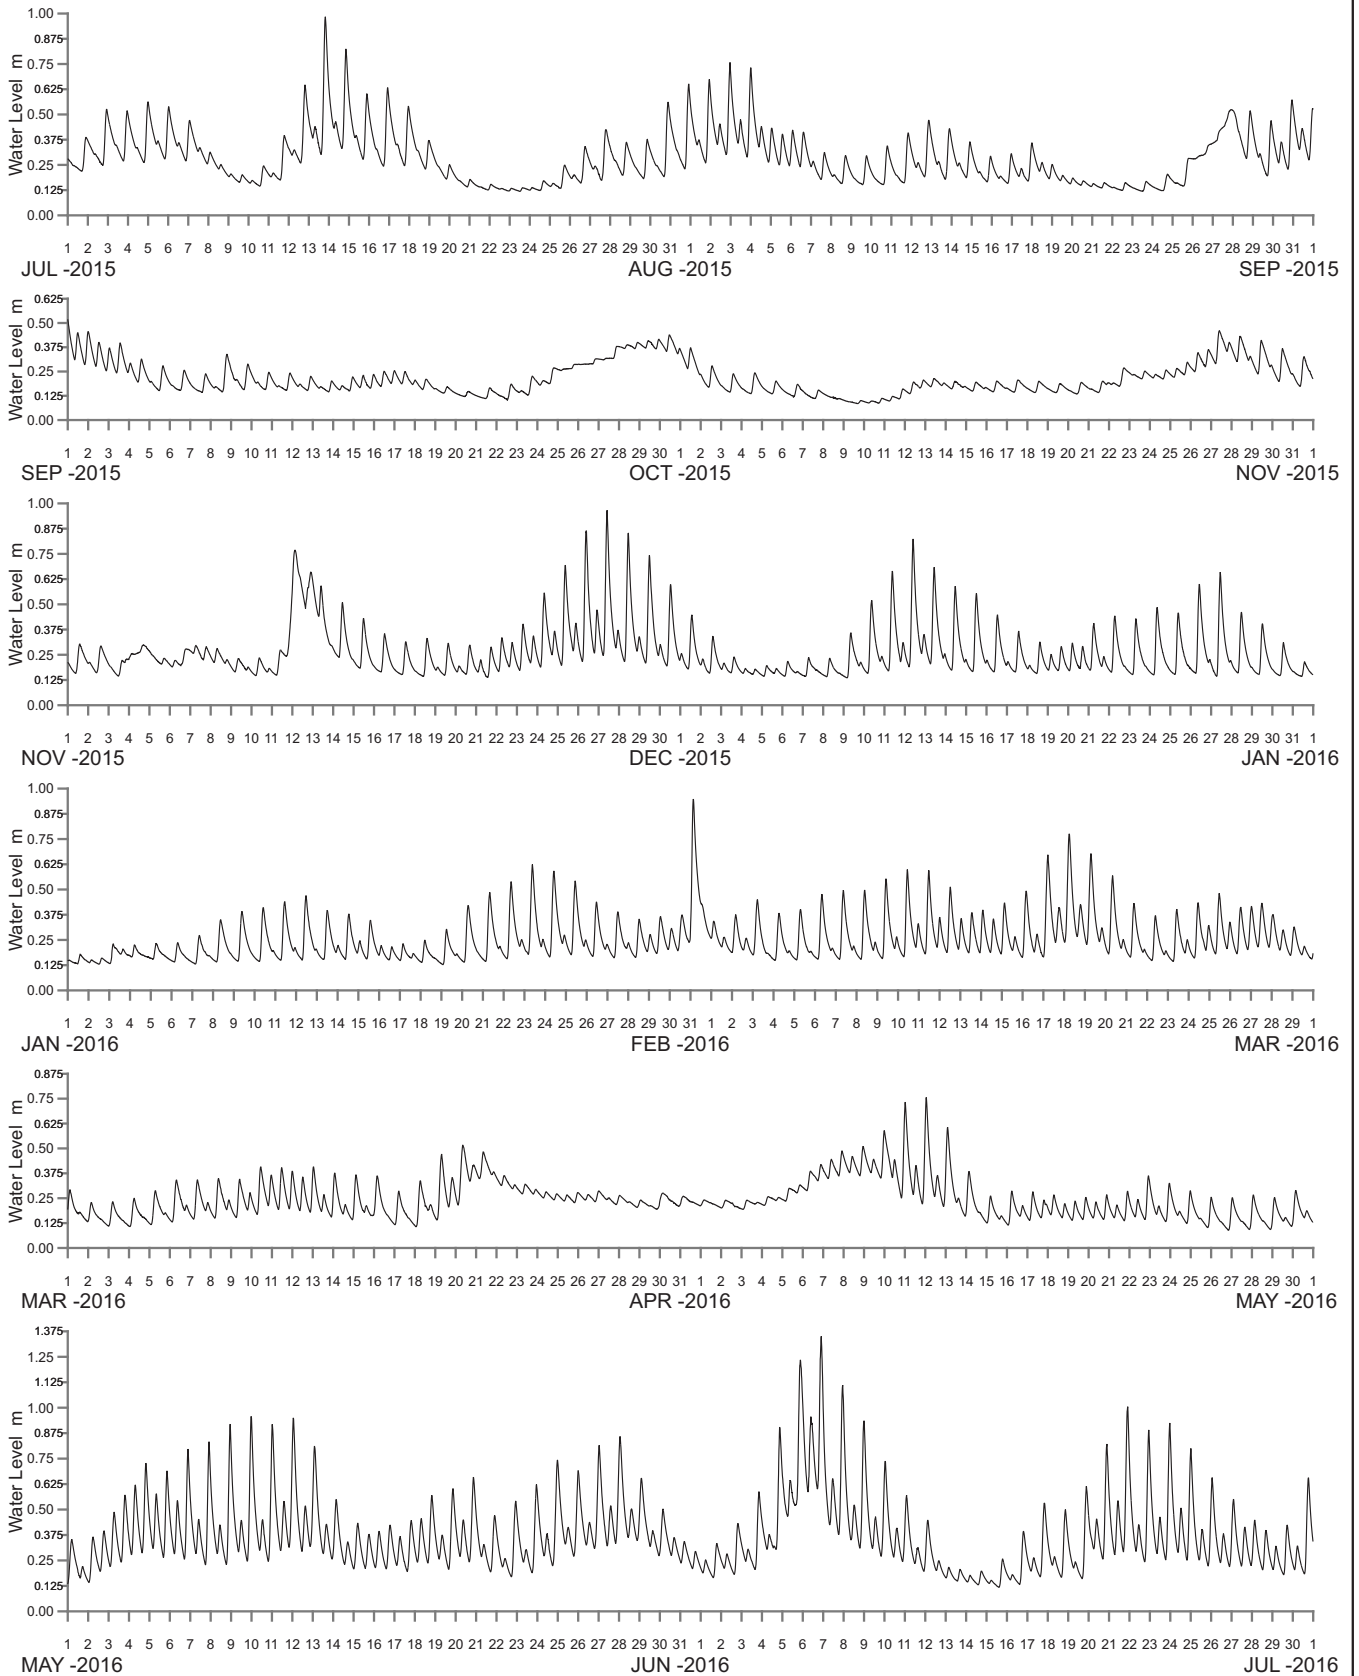 Water Level m
1.00
0.875
0.75
0.625
0.50
0.375
0.25
0.125
0.00
1 2 3 4 5 6 7 8 9 10 11 12 13 14 15 16 17 18 19 20 21 22 23 24 25 26 27 28 29 30 31 1 2 3 4 5 6 7 8 9 10 11 12 13 14 15 16 17 18 19 20 21 22 23 24 25 26 27 28 29 30 31 1
JUL -2015 AUG -2015 SEP -2015
Water Level m
0.625
0.50
0.375
0.25
0.125
0.00
1 2 3 4 5 6 7 8 9 10 11 12 13 14 15 16 17 18 19 20 21 22 23 24 25 26 27 28 29 30 1 2 3 4 5 6 7 8 9 10 11 12 13 14 15 16 17 18 19 20 21 22 23 24 25 26 27 28 29 30 31 1
SEP -2015 OCT -2015 NOV -2015
Water Level m
1.00
0.875
0.75
0.625
0.50
0.375
0.25
0.125
0.00
1 2 3 4 5 6 7 8 9 10 11 12 13 14 15 16 17 18 19 20 21 22 23 24 25 26 27 28 29 30 1 2 3 4 5 6 7 8 9 10 11 12 13 14 15 16 17 18 19 20 21 22 23 24 25 26 27 28 29 30 31 1
NOV -2015 DEC -2015 JAN -2016
Water Level m
1.00
0.875
0.75
0.625
0.50
0.375
0.25
0.125
0.00
1 2 3 4 5 6 7 8 9 10 11 12 13 14 15 16 17 18 19 20 21 22 23 24 25 26 27 28 29 30 31 1 2 3 4 5 6 7 8 9 10 11 12 13 14 15 16 17 18 19 20 21 22 23 24 25 26 27 28 29 1
JAN -2016 FEB -2016 MAR -2016
Water Level m
0.875
0.75
0.625
0.50
0.375
0.25
0.125
0.00
1 2 3 4 5 6 7 8 9 10 11 12 13 14 15 16 17 18 19 20 21 22 23 24 25 26 27 28 29 30 31 1 2 3 4 5 6 7 8 9 10 11 12 13 14 15 16 17 18 19 20 21 22 23 24 25 26 27 28 29 30 1
MAR -2016 APR -2016 MAY -2016
Water Level m
1.375
1.25
1.125
1.00
0.875
0.75
0.625
0.50
0.375
0.25
0.125
0.00
1 2 3 4 5 6 7 8 9 10 11 12 13 14 15 16 17 18 19 20 21 22 23 24 25 26 27 28 29 30 31 1 2 3 4 5 6 7 8 9 10 11 12 13 14 15 16 17 18 19 20 21 22 23 24 25 26 27 28 29 30 1
MAY -2016 JUN -2016 JUL -2016